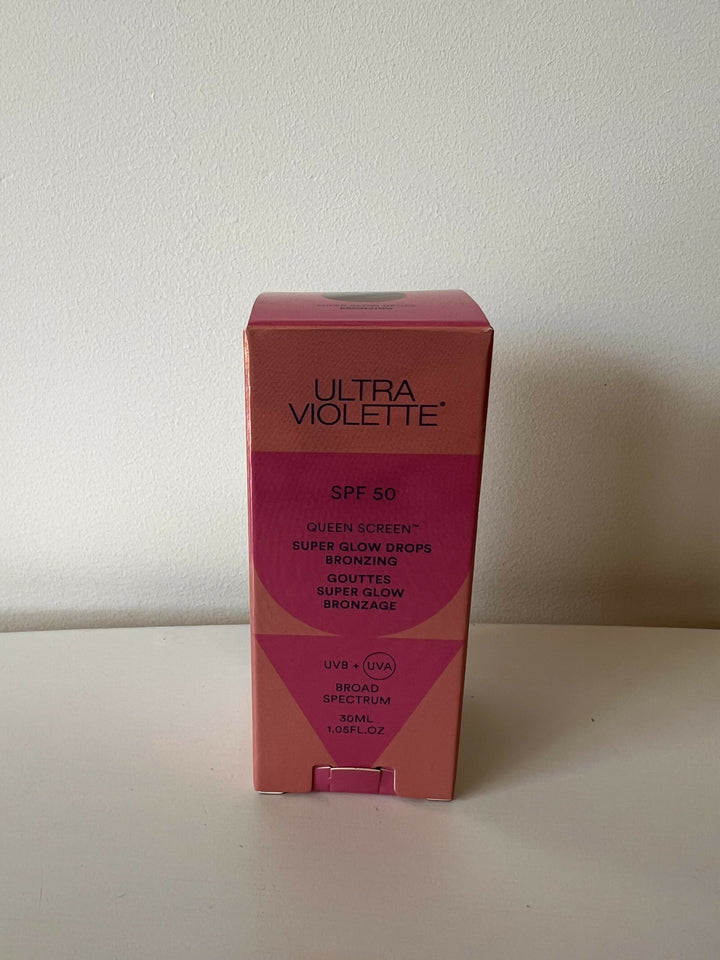 ULTRA
VIOLETTE
SPF 50
QUEEN SCREEN™
SUPER GLOW DROPS
BRONZING
GOUTTES
SUPER GLOW
BRONZAGE
UVB + UVA
BROAD
SPECTRUM
30ML
1.05FL.OZ